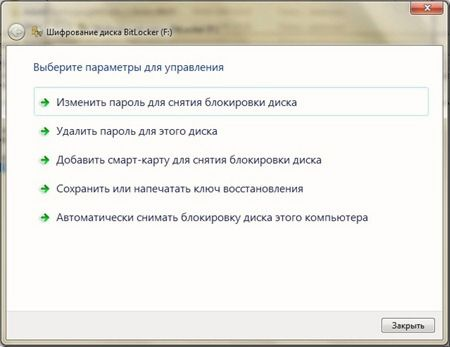 Шифрование диска BitLocker (F:)
Выберите параметры для управления
Изменить пароль для снятия блокировки диска
Удалить пароль для этого диска
Добавить смарт-карту для снятия блокировки диска
Сохранить или напечатать ключ восстановления
Автоматически снимать блокировку диска этого компьютера
Закрыть